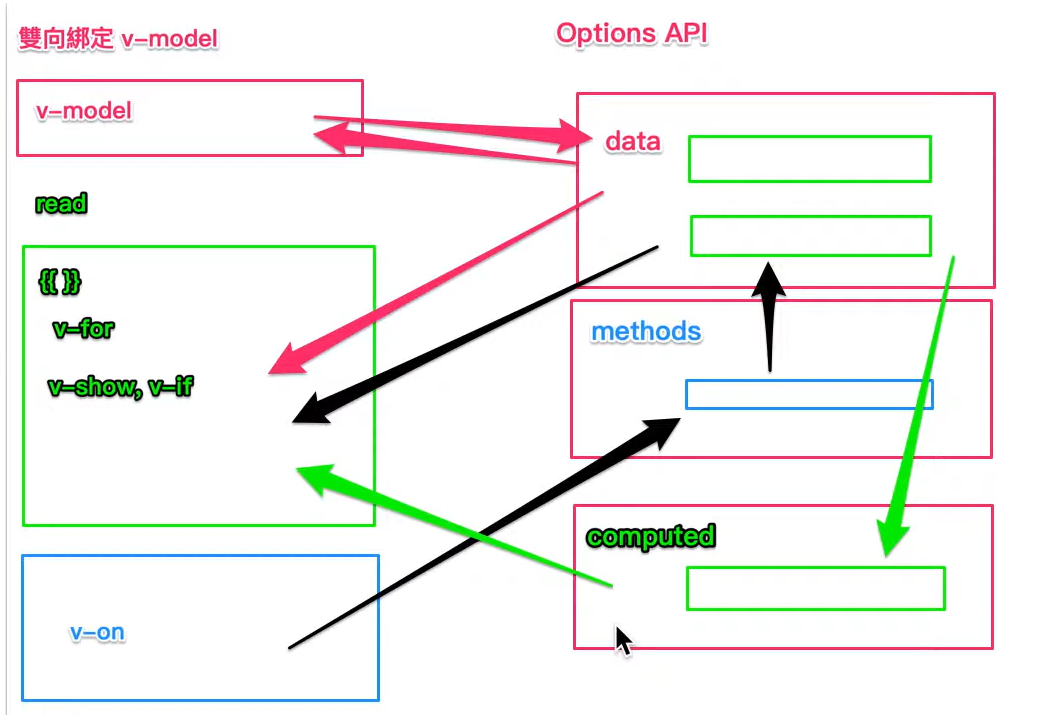 雙向綁定 v-model
Options API
v-model
data
read
{{ }}
v-for
v-show, v-if
methods
computed
v-on